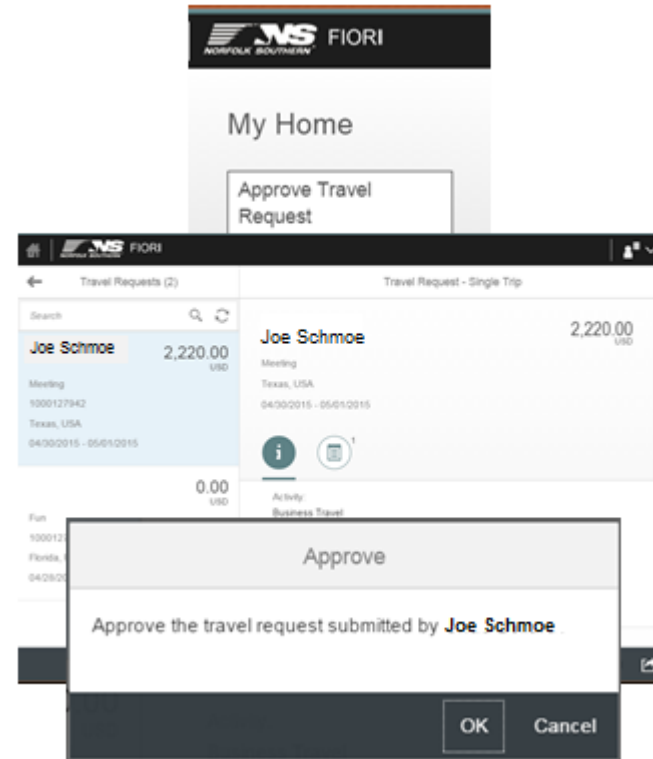 NS
NORFOLK SOUTHERN
FIORI
My Home
Approve Travel
Request
NS FIORI
Travel Requests (2)
Travel Request - Single Trip
Search
Joe Schmoe 2,220.00
USD
Meeting
1000127942
Texas, USA
04/30/2015 - 05/01/2015
0.00
USD
Fun
Joe Schmoe 2,220.00
USD
Meeting
Texas, USA
04/30/2015 - 05/01/2015
i
1
Activity:
Business Travel
Approve
Approve the travel request submitted by Joe Schmoe .
OK Cancel